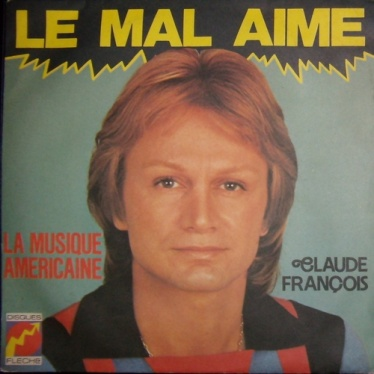 LE MAL AIME
LA MUSIQUE
AMERICAINE
CLAUDE
FRANÇOIS
DISQUES
FLECHE